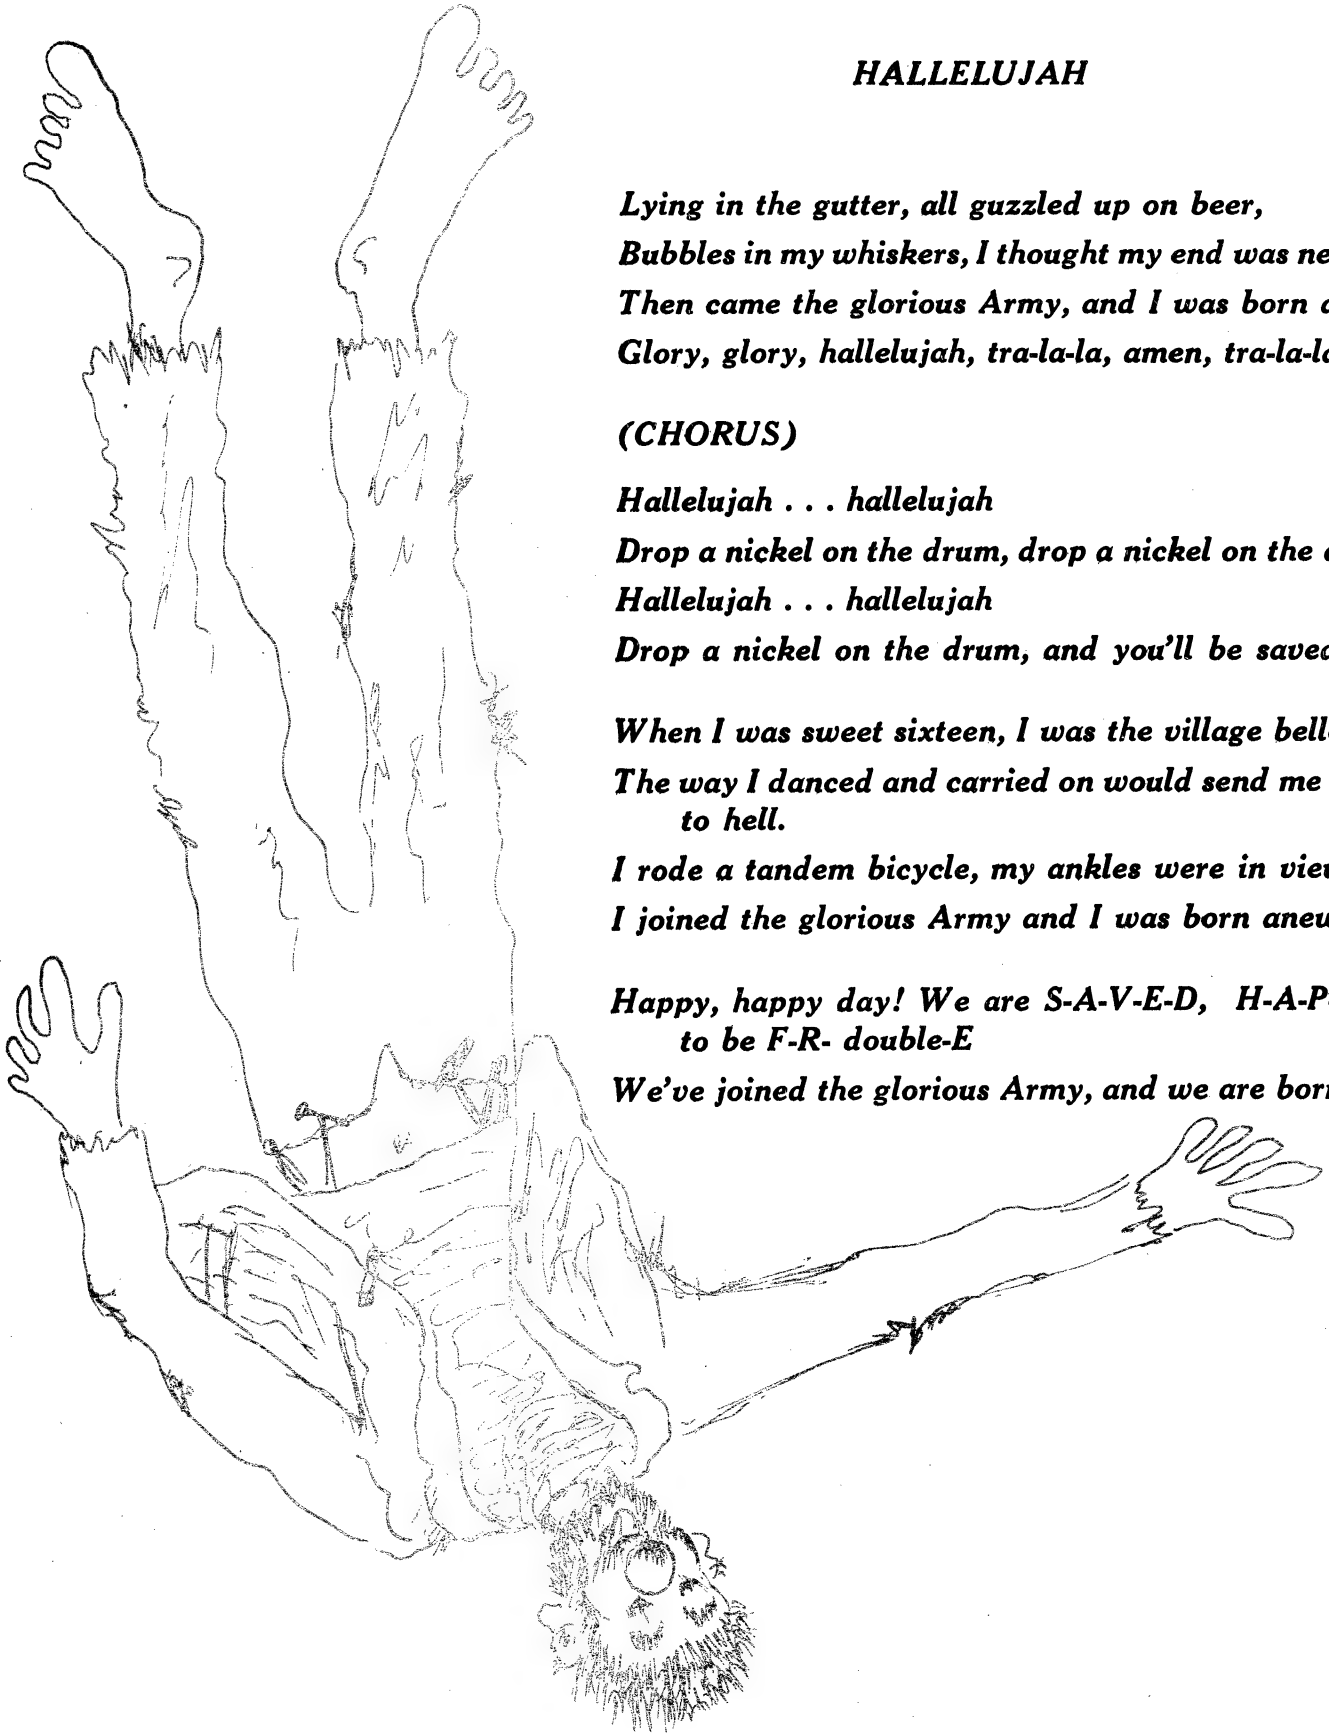 HALLELUJAH
Lying in the gutter, all guzzled up on beer,
Bubbles in my whiskers, I thought my end was
Then came the glorious Army, and I was born
Glory, glory, hallelujah, tra-la-la, amen,
(CHORUS)
Hallelujah . . . hallelujah
Drop a nickel on the drum, drop a nickel on the
Hallelujah . . . hallelujah
Drop a nickel on the drum, and you'll be
When I was sweet sixteen, I was the village
The way I danced and carried on would send me
to hell.
I rode a tandem bicycle, my ankles were in
I joined the glorious Army and I was born
Happy, happy day! We are S-A-V-E-D, H-A-P
to be F-R- double-E
We've joined the glorious Army, and we are